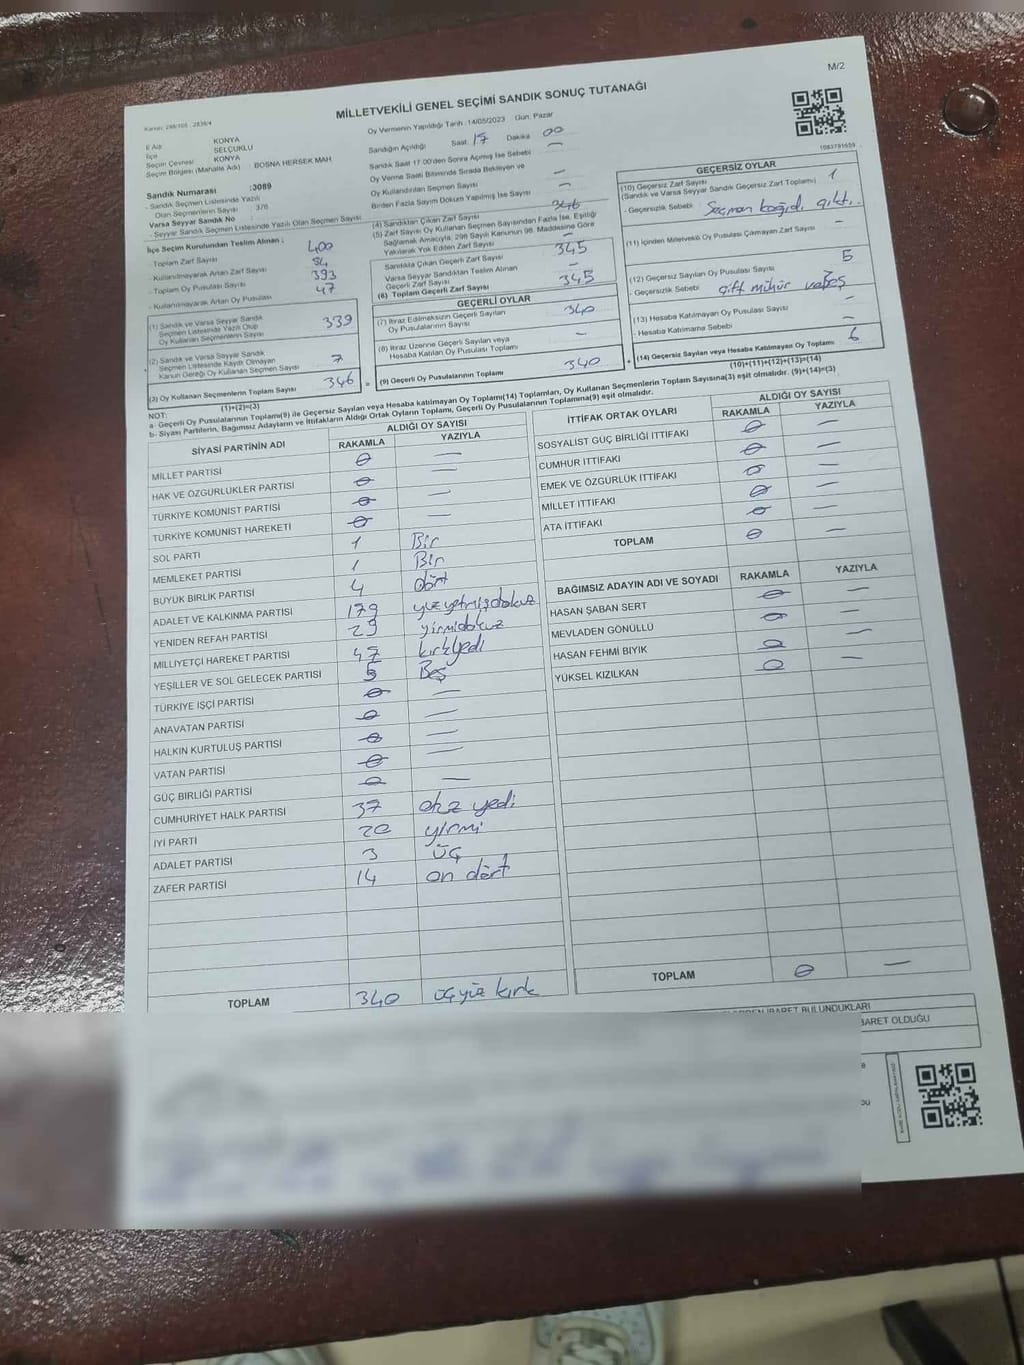 M/2
MİLLETVEKİLİ GENEL SEÇİMİ SANDIK SONUÇ TUTANAĞI
İl Adı KONYA
İlçe SELÇUKLU
Seçim Çevresi KONYA
Seçim Bölgesi (Mahalle Adı) : BOSNA HERSEK MAH
Oy Vermenin Yapıldığı Tarih :14/05/2023 Gün: Pazar
Sandığın Açıldığı Saat: 17 Dakika 00
Sandık Saat 17:00'den Sonra Açılmış İse Sebebi —
Oy Verme Saati Bitiminde Sırada Bekleyen ve
Oy Kullandırılan Seçmen Sayısı —
Birden Fazla Sayım Döküm Yapılmış İse Sayısı —
Sandık Numarası :3089
- Sandık Seçmen Listesinde Yazılı
Olan Seçmenlerin Sayısı : 376
Varsa Seyyar Sandık No :
- Seyyar Sandık Seçmen Listesinde Yazılı Olan Seçmen Sayısı
İlçe Seçim Kurulundan Teslim Alınan ;
- Toplam Zarf Sayısı 400
- Kullanılmayarak Artan Zarf Sayısı 54
- Toplam Oy Pusulası Sayısı 393
- Kullanılmayarak Artan Oy Pusulası 47
(1) Sandık ve Varsa Seyyar Sandık
Seçmen Listesinde Yazılı Olup
Oy Kullanan Seçmenlerin Sayısı 339
(2) Sandık ve Varsa Seyyar Sandık
Seçmen Listesinde Kaydı Olmayan
Kanun Gereği Oy Kullanan Seçmen Sayısı 7
(3) Oy Kullanan Seçmenlerin Toplam Sayısı 346
(1)+(2)=(3)
(4) Sandıktan Çıkan Zarf Sayısı 346
(5) Zarf Sayısı Oy Kullanan Seçmen Sayısından Fazla İse, Eşitliği
Sağlamak Amacıyla, 298 Sayılı Kanunun 98. Maddesine Göre
Yakılarak Yok Edilen Zarf Sayısı —
Sandıkta Çıkan Geçerli Zarf Sayısı 345
Varsa Seyyar Sandıktan Teslim Alınan
Geçerli Zarf Sayısı —
(6) Toplam Geçerli Zarf Sayısı 345
GEÇERLİ OYLAR
(7) İtiraz Edilmeksizin Geçerli Sayılan
Oy Pusulalarının Sayısı 340
(8) İtiraz Üzerine Geçerli Sayılan veya
Hesaba Katılan Oy Pusulası Toplamı —
(9) Geçerli Oy Pusulalarının Toplamı 340
GEÇERSİZ OYLAR
(10) Geçersiz Zarf Sayısı
(Sandık ve Varsa Seyyar Sandık Geçersiz Zarf Toplamı) 1
- Geçersizlik Sebebi : Seçmen kağıdı çıktı.
(11) İçinden Milletvekili Oy Pusulası Çıkmayan Zarf Sayısı —
(12) Geçersiz Sayılan Oy Pusulası Sayısı 5
- Geçersizlik Sebebi çift mühür
(13) Hesaba Katılmayan Oy Pusulası Sayısı —
- Hesaba Katılmama Sebebi —
(14) Geçersiz Sayılan veya Hesaba Katılmayan Oy Toplamı 6
(10)+(11)+(12)+(13)=(14)
NOT:
a- Geçerli Oy Pusulalarının Toplamı(9) ile Geçersiz Sayılan veya Hesaba katılmayan Oy Toplamı(14) Toplamları, Oy Kullanan Seçmenlerin Toplam Sayısına(3) eşit olmalıdır. (9)+(14)=(3)
b- Siyasi Partilerin, Bağımsız Adayların ve İttifakların Aldığı Ortak Oyların Toplamı, Geçerli Oy Pusulalarının Toplamına(9) eşit olmalıdır.
SİYASİ PARTİNİN ADI ALDIĞI OY SAYISI
RAKAMLA YAZIYLA
MİLLET PARTİSİ 0 —
HAK VE ÖZGÜRLÜKLER PARTİSİ 0 —
TÜRKİYE KOMÜNİST PARTİSİ 0 —
TÜRKİYE KOMÜNİST HAREKETİ 0 —
SOL PARTİ 1 Bir
MEMLEKET PARTİSİ 1 Bir
BÜYÜK BİRLİK PARTİSİ 4 dört
ADALET VE KALKINMA PARTİSİ 179 yüzyetmişdokuz
YENİDEN REFAH PARTİSİ 29 yirmidokuz
MİLLİYETÇİ HAREKET PARTİSİ 47 kırkyedi
YEŞİLLER VE SOL GELECEK PARTİSİ 5 Beş
TÜRKİYE İŞÇİ PARTİSİ 0 —
ANAVATAN PARTİSİ 0 —
HALKIN KURTULUŞ PARTİSİ 0 —
VATAN PARTİSİ 0 —
GÜÇ BİRLİĞİ PARTİSİ 0 —
CUMHURİYET HALK PARTİSİ 37 otuz yedi
İYİ PARTİ 20 yirmi
ADALET PARTİSİ 3 üç
ZAFER PARTİSİ 14 on dört
TOPLAM 340 üçyüz kırk
İTTİFAK ORTAK OYLARI ALDIĞI OY SAYISI
RAKAMLA YAZIYLA
SOSYALİST GÜÇ BİRLİĞİ İTTİFAKI 0 —
CUMHUR İTTİFAKI 0 —
EMEK VE ÖZGÜRLÜK İTTİFAKI 0 —
MİLLET İTTİFAKI 0 —
ATA İTTİFAKI 0 —
TOPLAM 0 —
BAĞIMSIZ ADAYIN ADI VE SOYADI RAKAMLA YAZIYLA
HASAN ŞABAN SERT 0 —
MEVLADEN GÖNÜLLÜ 0 —
HASAN FEHMİ BIYIK 0 —
YÜKSEL KIZILKAN 0 —
TOPLAM 0 —
İBARET BULUNDUKLARI
BARET OLDUĞU